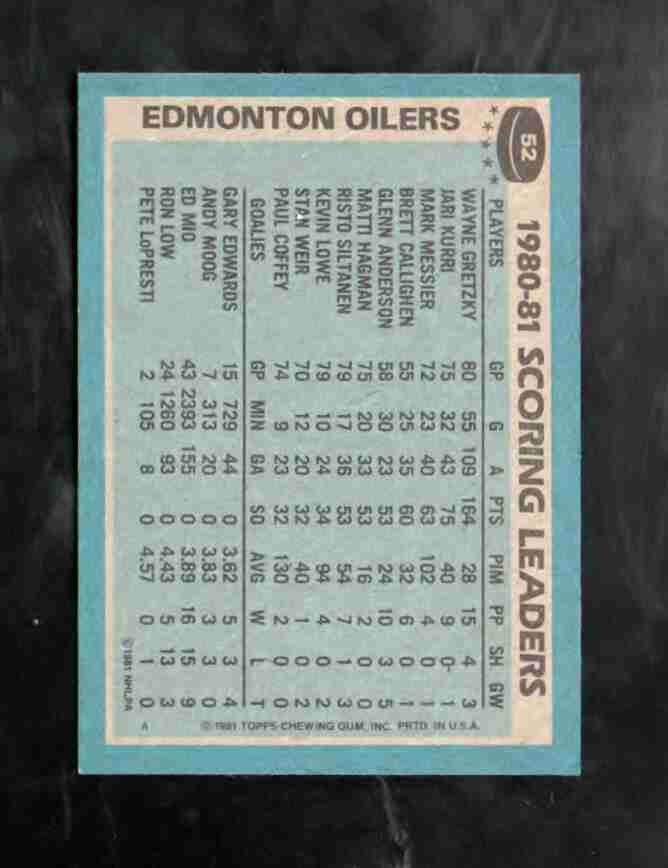 52
1980-81 SCORING LEADERS
EDMONTON OILERS
PLAYERS GP G A PTS PIM PP SH GW
WAYNE GRETZKY 80 55 109 164 28 15 4 3
JARI KURRI 75 32 43 75 40 9 0 1
MARK MESSIER 72 23 40 63 102 4 0 1
BRETT CALLIGHEN 55 25 35 60 32 6 0 1
GLENN ANDERSON 58 30 23 53 24 10 3 5
MATTI HAGMAN 75 20 33 53 16 2 0 0
RISTO SILTANEN 79 17 36 53 54 7 1 3
KEVIN LOWE 79 10 24 34 94 4 0 2
STAN WEIR 70 12 20 32 40 1 0 2
PAUL COFFEY 74 9 23 32 130 2 0 0
GOALIES GP MIN GA SO AVG W L T
GARY EDWARDS 15 729 44 0 3.62 5 3 4
ANDY MOOG 7 313 20 0 3.83 3 3 0
ED MIO 43 2393 155 0 3.89 16 15 9
RON LOW 24 1260 93 0 4.43 5 13 3
PETE LoPRESTI 2 105 8 0 4.57 0 1 0
© 1981 TOPPS CHEWING GUM, INC. PRTD. IN U.S.A.
© 1981 NHLPA
A